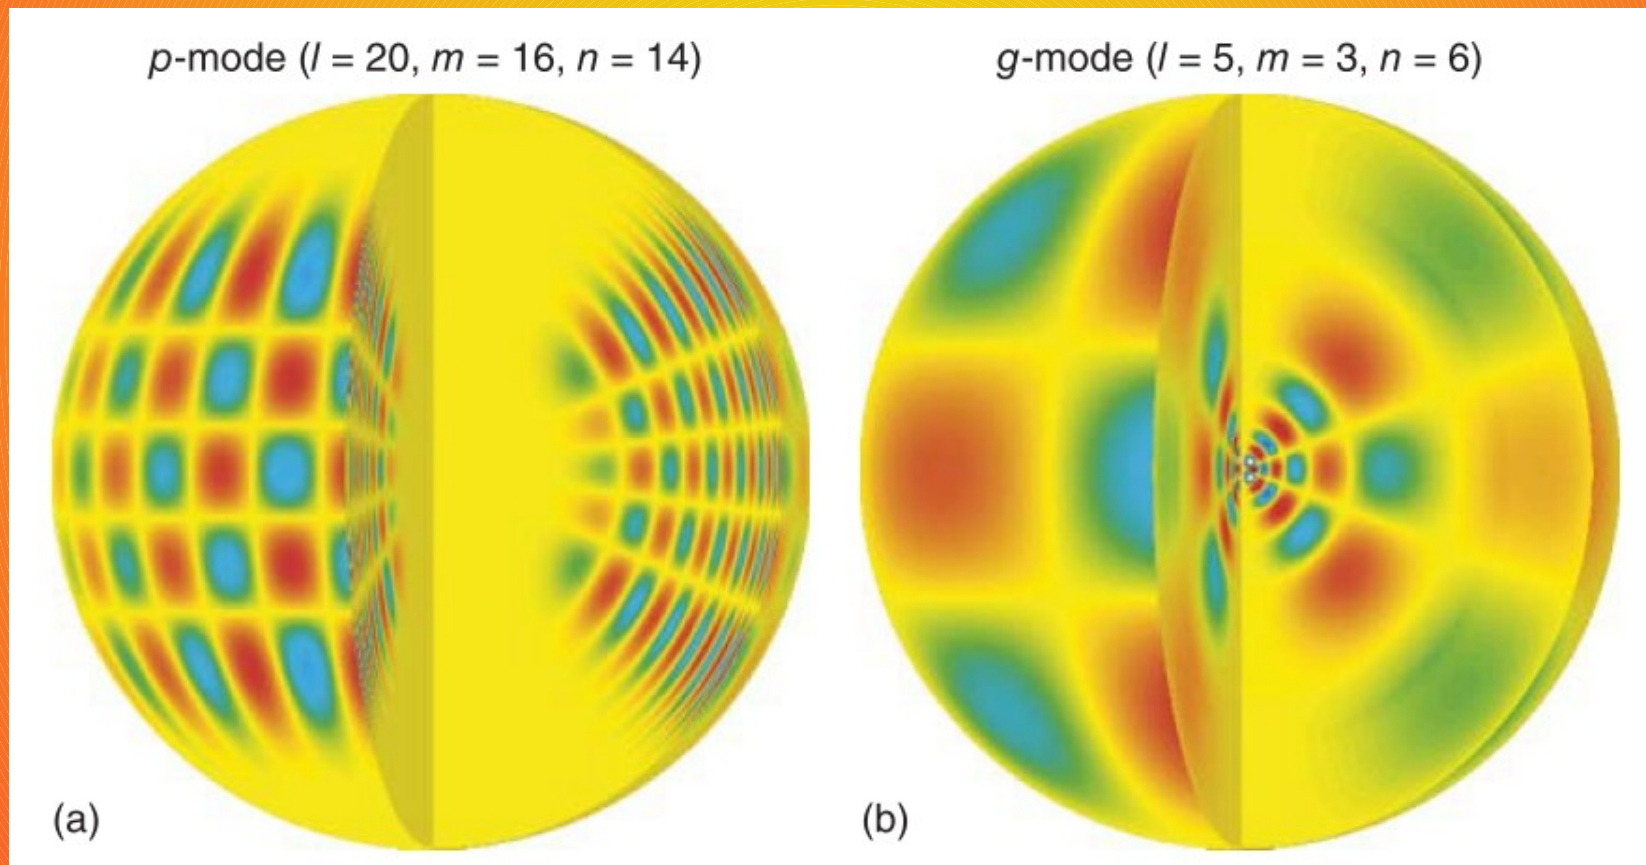 p-mode (l = 20, m = 16, n = 14)
g-mode (l = 5, m = 3, n = 6)
(a)
(b)